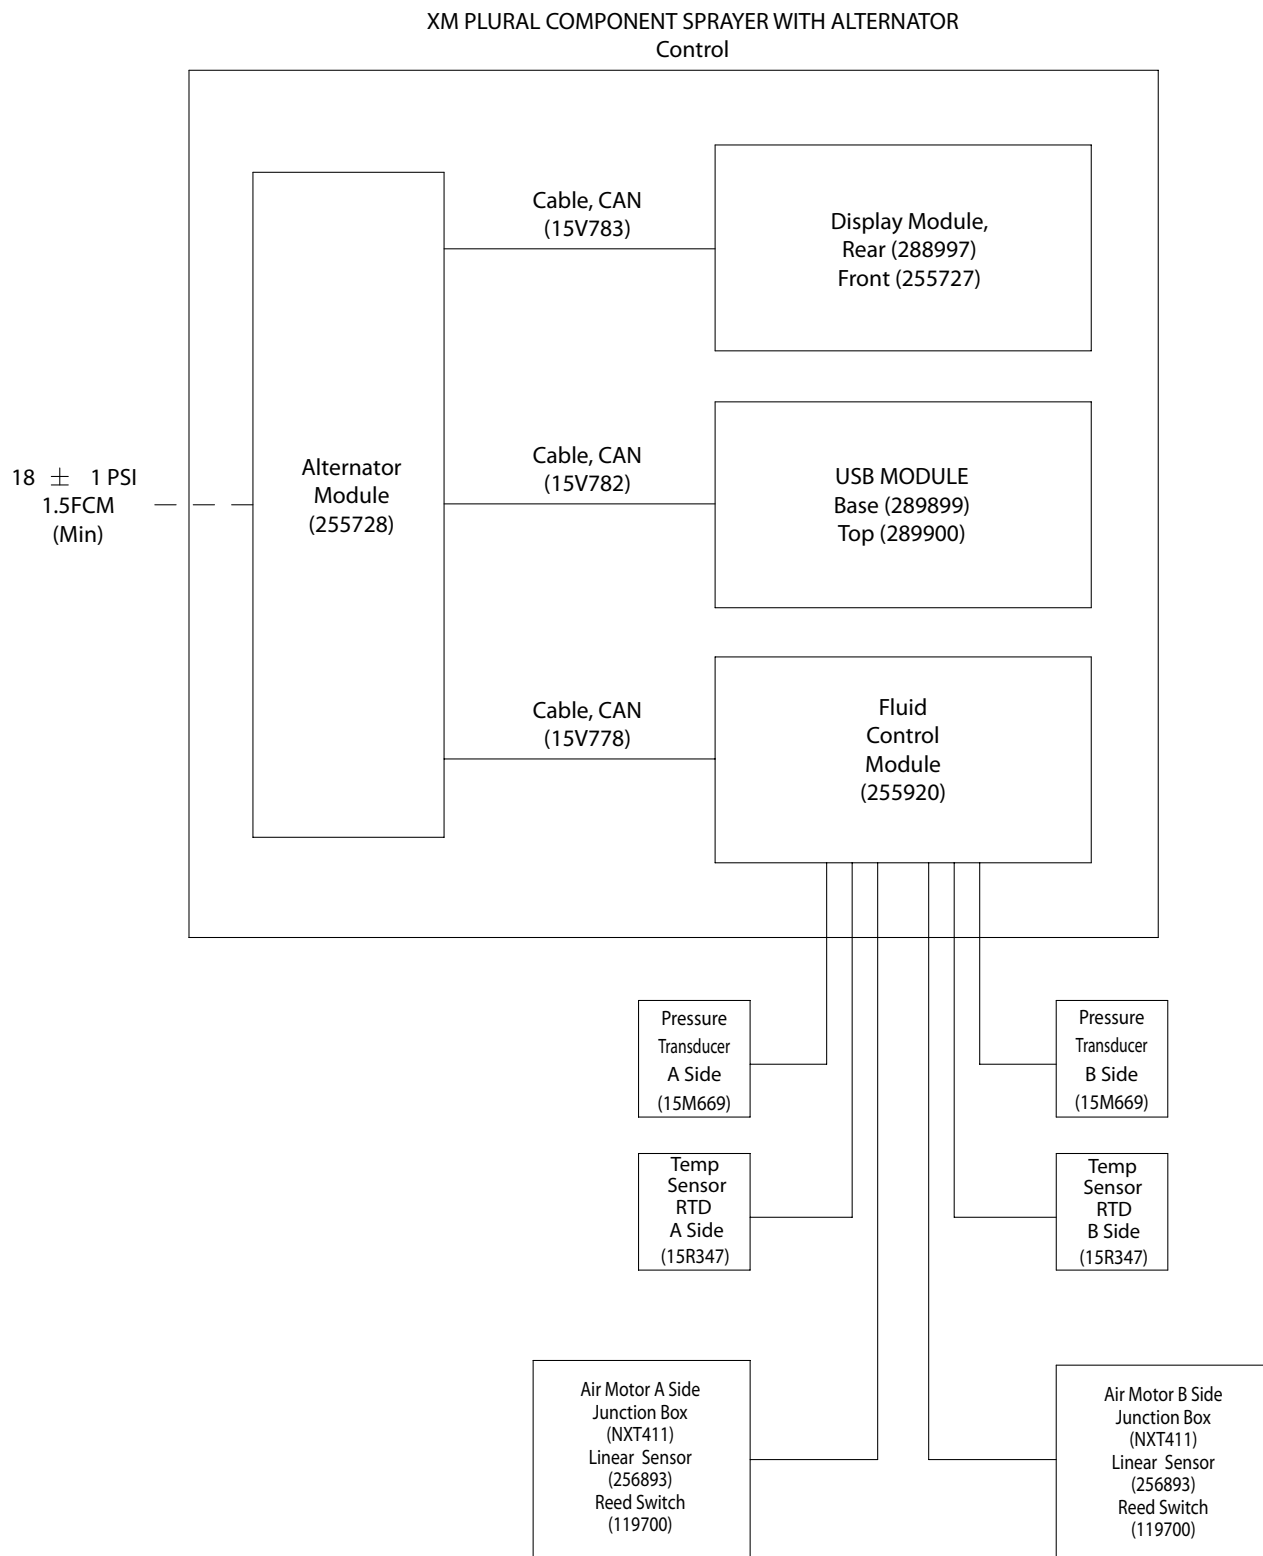 XM PLURAL COMPONENT SPRAYER WITH ALTERNATOR
Control
Cable, CAN
(15V783)
Display Module,
Rear (288997)
Front (255727)
18 ± 1 PSI
1.5FCM
(Min)
Alternator
Module
(255728)
Cable, CAN
(15V782)
USB MODULE
Base (289899)
Top (289900)
Cable, CAN
(15V778)
Fluid
Control
Module
(255920)
Pressure
Transducer
A Side
(15M669)
Pressure
Transducer
B Side
(15M669)
Temp
Sensor
RTD
A Side
(15R347)
Temp
Sensor
RTD
B Side
(15R347)
Air Motor A Side
Junction Box
(NXT411)
Linear Sensor
(256893)
Reed Switch
(119700)
Air Motor B Side
Junction Box
(NXT411)
Linear Sensor
(256893)
Reed Switch
(119700)